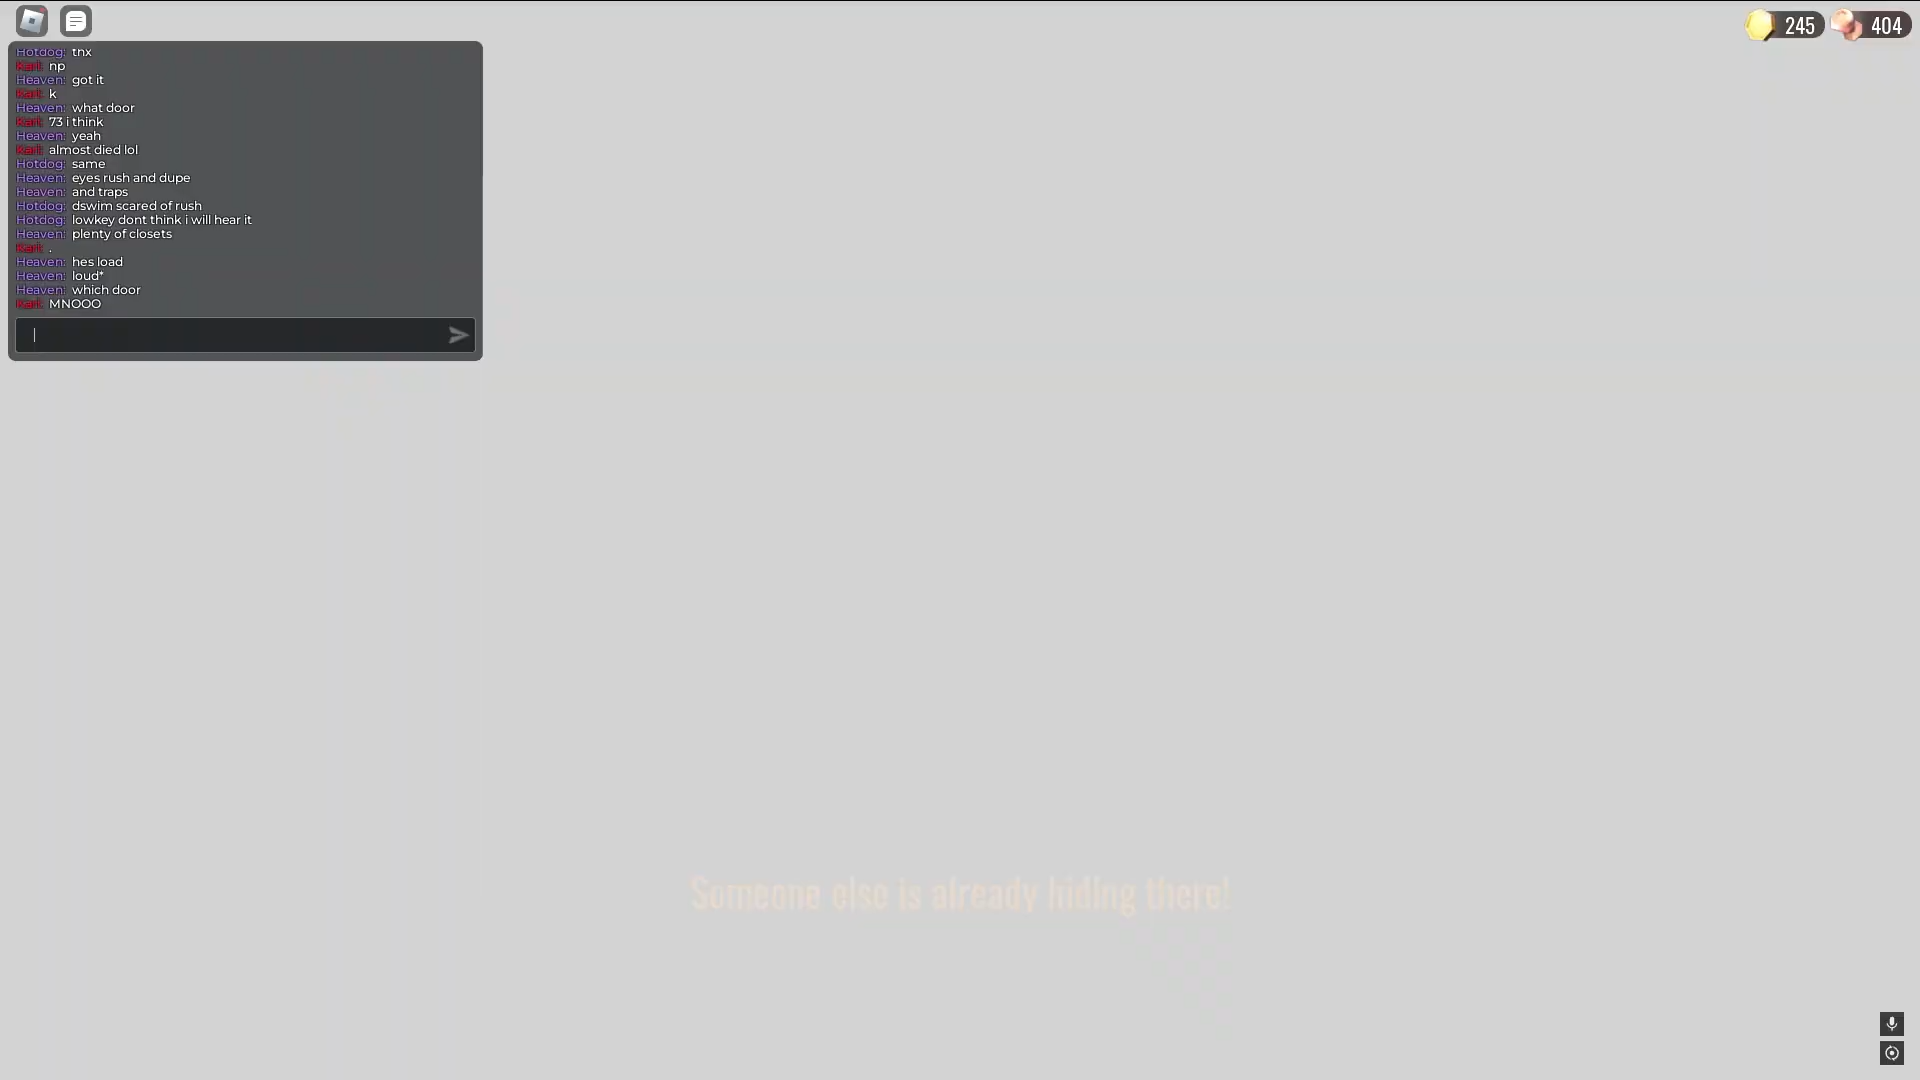 245
404
Hotdog: tnx
Karl: np
Heaven: got it
Karl: k
Heaven: what door
Karl: 73 i think
Heaven: yeah
Karl: almost died lol
Hotdog: same
Heaven: eyes rush and dupe
Heaven: and traps
Hotdog: dswim scared of rush
Hotdog: lowkey dont think i will hear it
Heaven: plenty of closets
Karl: .
Heaven: hes load
Heaven: loud*
Heaven: which door
Karl: MNOOO
Someone else is already hiding there!